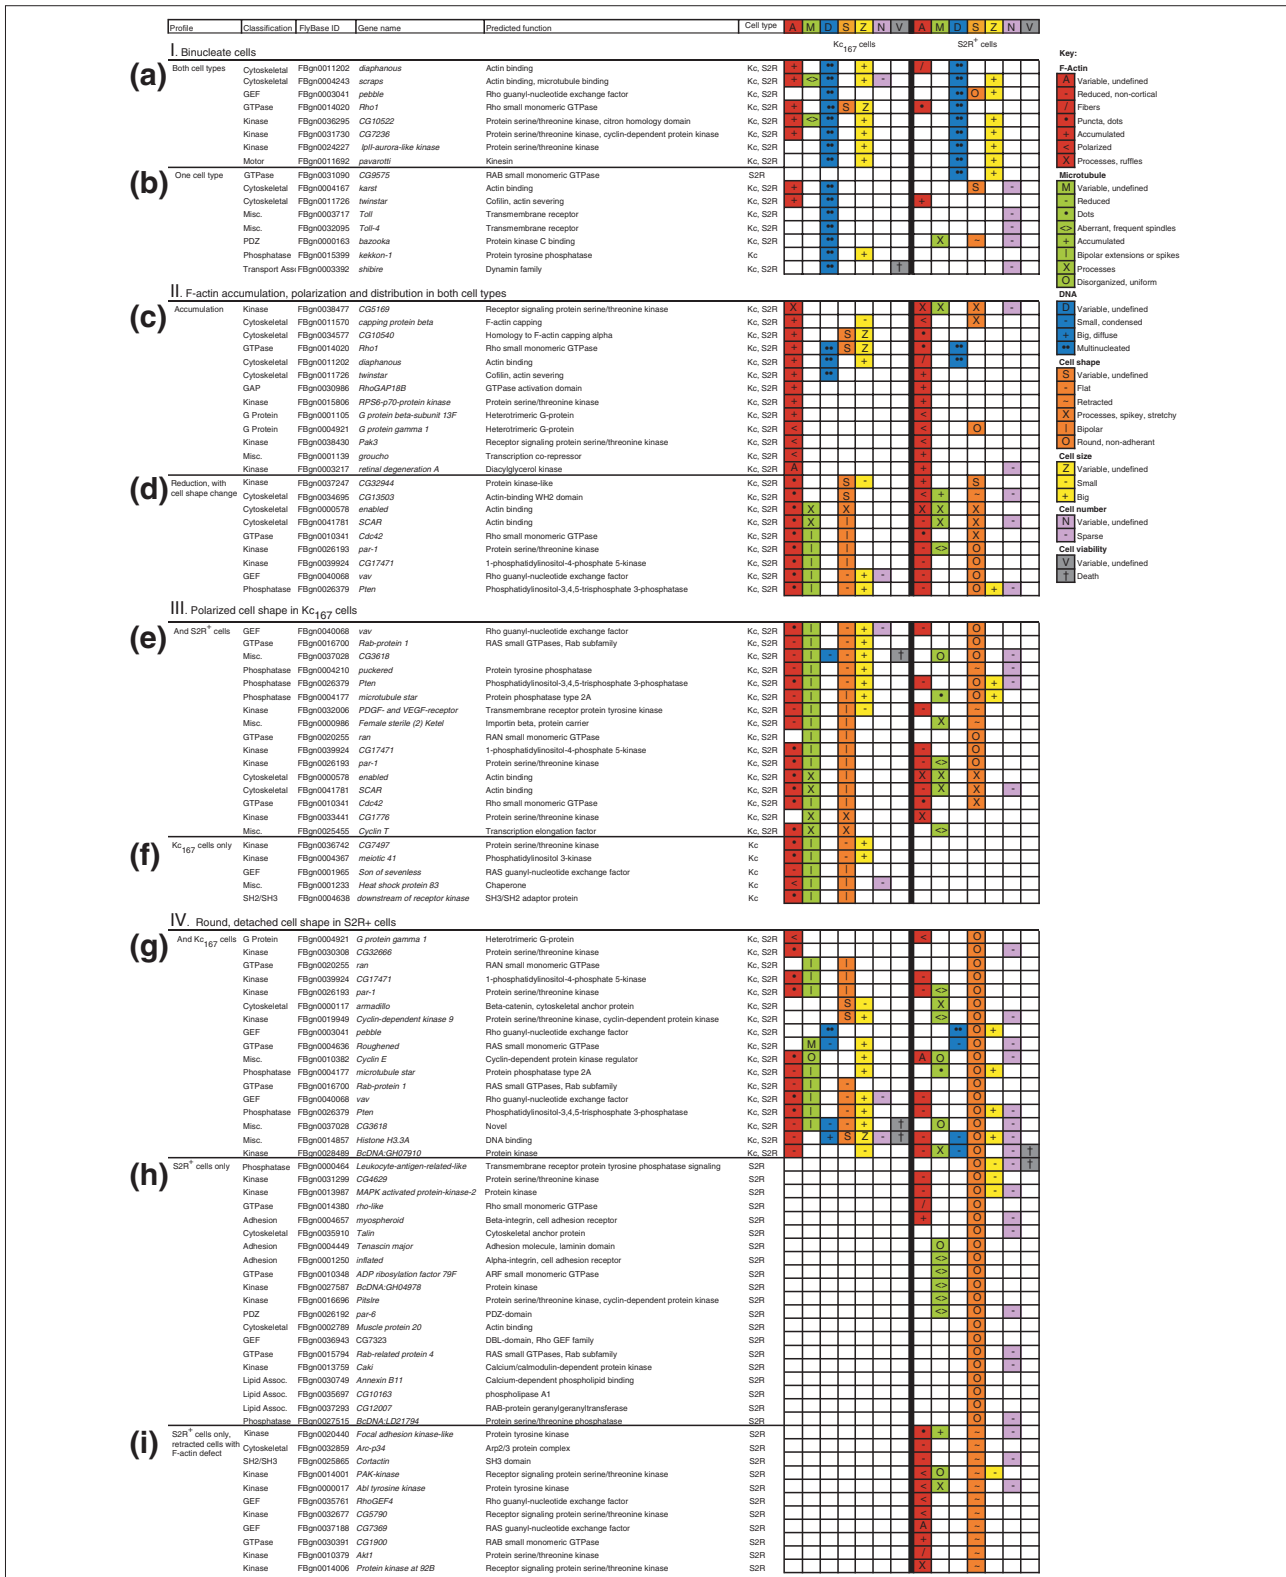 Profile Classification FlyBase ID Gene name Predicted function Cell type A M D S Z N V A M D S Z N V
I. Binucleate cells Kc167 cells S2R+ cells
(a) Both cell types Cytoskeletal FBgn0011202 diaphanous Actin binding Kc, S2R + •• + / ••
Cytoskeletal FBgn0004243 scraps Actin binding, microtubule binding Kc, S2R + <> •• + - •• +
GEF FBgn0003041 pebble Rho guanyl-nucleotide exchange factor Kc, S2R •• •• O +
GTPase FBgn0014020 Rho1 Rho small monomeric GTPase Kc, S2R + •• S Z • ••
Kinase FBgn0036295 CG10522 Protein serine/threonine kinase, citron homology domain Kc, S2R + <> •• + •• +
Kinase FBgn0031730 CG7236 Protein serine/threonine kinase, cyclin-dependent protein kinase Kc, S2R + •• + •• +
Kinase FBgn0024227 IplI-aurora-like kinase Protein serine/threonine kinase Kc, S2R •• + •• +
Motor FBgn0011692 pavarotti Kinesin Kc, S2R •• + •• +
(b) One cell type GTPase FBgn0031090 CG9575 RAB small monomeric GTPase S2R •• +
Cytoskeletal FBgn0004167 karst Actin binding Kc, S2R + •• S -
Cytoskeletal FBgn0011726 twinstar Cofilin, actin severing Kc, S2R + •• +
Misc. FBgn0003717 Toll Transmembrane receptor Kc, S2R •• -
Misc. FBgn0032095 Toll-4 Transmembrane receptor Kc, S2R •• -
PDZ FBgn0000163 bazooka Protein kinase C binding Kc, S2R •• X ~ -
Phosphatase FBgn0015399 kekkon-1 Protein tyrosine phosphatase Kc •• +
Transport Assi FBgn0003392 shibire Dynamin family Kc, S2R •• † -
II. F-actin accumulation, polarization and distribution in both cell types
(c) Accumulation Kinase FBgn0038477 CG5169 Receptor signaling protein serine/threonine kinase Kc, S2R X X X X -
Cytoskeletal FBgn0011570 capping protein beta F-actin capping Kc, S2R + - < X
Cytoskeletal FBgn0034577 CG10540 Homology to F-actin capping alpha Kc, S2R + S Z •
GTPase FBgn0014020 Rho1 Rho small monomeric GTPase Kc, S2R + •• S Z • ••
Cytoskeletal FBgn0011202 diaphanous Actin binding Kc, S2R + •• + / ••
Cytoskeletal FBgn0011726 twinstar Cofilin, actin severing Kc, S2R + •• +
GAP FBgn0030986 RhoGAP18B GTPase activation domain Kc, S2R + +
Kinase FBgn0015806 RPS6-p70-protein kinase Protein serine/threonine kinase Kc, S2R + +
G Protein FBgn0001105 G protein beta-subunit 13F Heterotrimeric G-protein Kc, S2R + <
G Protein FBgn0004921 G protein gamma 1 Heterotrimeric G-protein Kc, S2R < < O
Kinase FBgn0038430 Pak3 Receptor signaling protein serine/threonine kinase Kc, S2R < <
Misc. FBgn0001139 groucho Transcription co-repressor Kc, S2R < +
Kinase FBgn0003217 retinal degeneration A Diacylglycerol kinase Kc, S2R A + -
(d) Reduction, with cell shape change Kinase FBgn0037247 CG32944 Protein kinase-like Kc, S2R • S - + S
Cytoskeletal FBgn0034695 CG13503 Actin-binding WH2 domain Kc, S2R • S < + ~ -
Cytoskeletal FBgn0000578 enabled Actin binding Kc, S2R • X X X X X
Cytoskeletal FBgn0041781 SCAR Actin binding Kc, S2R • X | - X X -
GTPase FBgn0010341 Cdc42 Rho small monomeric GTPase Kc, S2R • | | • X
Kinase FBgn0026193 par-1 Protein serine/threonine kinase Kc, S2R • | | - <> O
Kinase FBgn0039924 CG17471 1-phosphatidylinositol-4-phosphate 5-kinase Kc, S2R • | | - O
GEF FBgn0040068 vav Rho guanyl-nucleotide exchange factor Kc, S2R • | - + - - O
Phosphatase FBgn0026379 Pten Phosphatidylinositol-3,4,5-trisphosphate 3-phosphatase Kc, S2R • | - + - O + -
III. Polarized cell shape in Kc167 cells
(e) And S2R+ cells GEF FBgn0040068 vav Rho guanyl-nucleotide exchange factor Kc, S2R • | - + - - O
GTPase FBgn0016700 Rab-protein 1 RAS small GTPases, Rab subfamily Kc, S2R - | - + O
Misc. FBgn0037028 CG3618 Kc, S2R - | - - + † O O -
Phosphatase FBgn0004210 puckered Protein tyrosine phosphatase Kc, S2R - | - + ~ -
Phosphatase FBgn0026379 Pten Phosphatidylinositol-3,4,5-trisphosphate 3-phosphatase Kc, S2R • | - + - O + -
Phosphatase FBgn0004177 microtubule star Protein phosphatase type 2A Kc, S2R - | | + • O +
Kinase FBgn0032006 PDGF- and VEGF-receptor Transmembrane receptor protein tyrosine kinase Kc, S2R - | | - - ~
Misc. FBgn0000986 Female sterile (2) Ketel Importin beta, protein carrier Kc, S2R - | | X ~
GTPase FBgn0020255 ran RAN small monomeric GTPase Kc, S2R | | O
Kinase FBgn0039924 CG17471 1-phosphatidylinositol-4-phosphate 5-kinase Kc, S2R • | | - O
Kinase FBgn0026193 par-1 Protein serine/threonine kinase Kc, S2R • | | - <> O
Cytoskeletal FBgn0000578 enabled Actin binding Kc, S2R • X | X X X
Cytoskeletal FBgn0041781 SCAR Actin binding Kc, S2R • X | - X X -
GTPase FBgn0010341 Cdc42 Rho small monomeric GTPase Kc, S2R • | | • X
Kinase FBgn0033441 CG1776 Protein serine/threonine kinase Kc, S2R X X X
Misc. FBgn0025455 Cyclin T Transcription elongation factor Kc, S2R • X X <>
(f) Kc167 cells only Kinase FBgn0036742 CG7497 Protein serine/threonine kinase Kc • | - +
Kinase FBgn0004367 meiotic 41 Phosphatidylinositol 3-kinase Kc • | - +
GEF FBgn0001965 Son of sevenless RAS guanyl-nucleotide exchange factor Kc - | |
Misc. FBgn0001233 Heat shock protein 83 Chaperone Kc < | | -
SH2/SH3 FBgn0004638 downstream of receptor kinase SH3/SH2 adaptor protein Kc • | |
IV. Round, detached cell shape in S2R+ cells
(g) And Kc167 cells G Protein FBgn0004921 G protein gamma 1 Heterotrimeric G-protein Kc, S2R < < O
Kinase FBgn0030308 CG32666 Protein serine/threonine kinase Kc, S2R • O -
GTPase FBgn0020255 ran RAN small monomeric GTPase Kc, S2R | | O
Kinase FBgn0039924 CG17471 1-phosphatidylinositol-4-phosphate 5-kinase Kc, S2R • | | - O
Kinase FBgn0026193 par-1 Protein serine/threonine kinase Kc, S2R • | | - <> O
Cytoskeletal FBgn0000117 armadillo Beta-catenin, cytoskeletal anchor protein Kc, S2R S - X O
Kinase FBgn0019949 Cyclin-dependent kinase 9 Protein serine/threonine kinase, cyclin-dependent protein kinase Kc, S2R S + <> O -
GEF FBgn0003041 pebble Rho guanyl-nucleotide exchange factor Kc, S2R •• •• O +
GTPase FBgn0004636 Roughened RAS small monomeric GTPase Kc, S2R M - + - O -
Misc. FBgn0010382 Cyclin E Cyclin-dependent protein kinase regulator Kc, S2R • O + A O O -
Phosphatase FBgn0004177 microtubule star Protein phosphatase type 2A Kc, S2R - | + • O +
GTPase FBgn0016700 Rab-protein 1 RAS small GTPases, Rab subfamily Kc, S2R - | - O
GEF FBgn0040068 vav Rho guanyl-nucleotide exchange factor Kc, S2R • | - + - - O
Phosphatase FBgn0026379 Pten Phosphatidylinositol-3,4,5-trisphosphate 3-phosphatase Kc, S2R • | - + - O + -
Misc. FBgn0037028 CG3618 Novel Kc, S2R - | - - + † O O -
Misc. FBgn0014857 Histone H3.3A DNA binding Kc, S2R - + S Z - † - - O + -
Kinase FBgn0028489 BcDNA:GH07910 Protein kinase Kc, S2R - - - X - O - †
(h) S2R+ cells only Phosphatase FBgn0000464 Leukocyte-antigen-related-like Transmembrane receptor protein tyrosine phosphatase signaling S2R O - - †
Kinase FBgn0031299 CG4629 Protein serine/threonine kinase S2R - O -
Kinase FBgn0013987 MAPK activated protein-kinase-2 Protein kinase S2R - O - -
GTPase FBgn0014380 rho-like Rho small monomeric GTPase S2R / O
Adhesion FBgn0004657 myospheroid Beta-integrin, cell adhesion receptor S2R + O -
Cytoskeletal FBgn0035910 Talin Cytoskeletal anchor protein S2R O -
Adhesion FBgn0004449 Tenascin major Adhesion molecule, laminin domain S2R O O
Adhesion FBgn0001250 inflated Alpha-integrin, cell adhesion receptor S2R <> O
GTPase FBgn0010348 ADP ribosylation factor 79F ARF small monomeric GTPase S2R <> O
Kinase FBgn0027587 BcDNA:GH04978 Protein kinase S2R <> O
Kinase FBgn0016696 Pitslre Protein serine/threonine kinase, cyclin-dependent protein kinase S2R <> O
PDZ FBgn0026192 par-6 PDZ-domain S2R <> O -
Cytoskeletal FBgn0002789 Muscle protein 20 Actin binding S2R O
GEF FBgn0036943 CG7323 DBL-domain, Rho GEF family S2R O
GTPase FBgn0015794 Rab-related protein 4 RAS small GTPases, Rab subfamily S2R O -
Kinase FBgn0013759 Caki Calcium/calmodulin-dependent protein kinase S2R O -
Lipid Assoc. FBgn0030749 Annexin B11 Calcium-dependent phospholipid binding S2R O
Lipid Assoc. FBgn0035697 CG10163 phospholipase A1 S2R O
Lipid Assoc. FBgn0037293 CG12007 RAB-protein geranylgeranyltransferase S2R O
Phosphatase FBgn0027515 BcDNA:LD21794 Protein serine/threonine phosphatase S2R O -
(i) S2R+ cells only, retracted cells with F-actin defect Kinase FBgn0020440 Focal adhesion kinase-like Protein tyrosine kinase S2R • + ~ -
Cytoskeletal FBgn0032859 Arc-p34 Arp2/3 protein complex S2R - ~
SH2/SH3 FBgn0025865 Cortactin SH3 domain S2R - ~ -
Kinase FBgn0014001 PAK-kinase Receptor signaling protein serine/threonine kinase S2R < O ~ -
Kinase FBgn0000017 Abl tyrosine kinase Protein tyrosine kinase S2R < X ~ -
GEF FBgn0035761 RhoGEF4 Rho guanyl-nucleotide exchange factor S2R < ~
Kinase FBgn0032677 CG5790 Receptor signaling protein serine/threonine kinase S2R < ~
GEF FBgn0037188 CG7369 RAS guanyl-nucleotide exchange factor S2R A ~
GTPase FBgn0030391 CG1900 RAB small monomeric GTPase S2R + ~
Kinase FBgn0010379 Akt1 Protein serine/threonine kinase S2R / ~
Kinase FBgn0014006 Protein kinase at 92B Receptor signaling protein serine/threonine kinase S2R X ~
Key:
F-Actin
A Variable, undefined
- Reduced, non-cortical
/ Fibers
• Puncta, dots
+ Accumulated
< Polarized
X Processes, ruffles
Microtubule
M Variable, undefined
- Reduced
• Dots
<> Aberrant, frequent spindles
+ Accumulated
| Bipolar extensions or spikes
X Processes
O Disorganized, uniform
DNA
D Variable, undefined
- Small, condensed
+ Big, diffuse
•• Multinucleated
Cell shape
S Variable, undefined
- Flat
~ Retracted
X Processes, spikey, stretchy
| Bipolar
O Round, non-adherant
Cell size
Z Variable, undefined
- Small
+ Big
Cell number
N Variable, undefined
- Sparse
Cell viability
V Variable, undefined
† Death